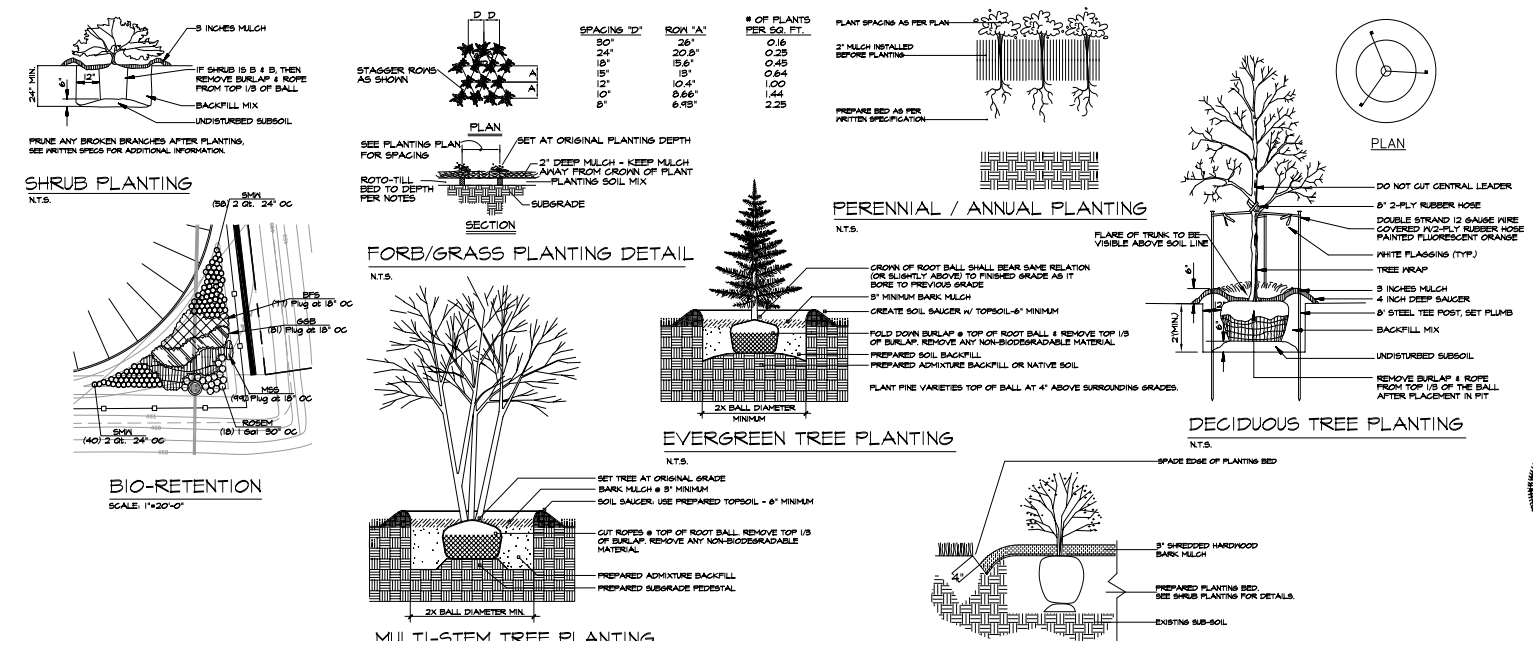 3 INCHES MULCH
IF SHRUB IS B & B, THEN
REMOVE BURLAP & ROPE
FROM TOP 1/3 OF BALL
BACKFILL MIX
UNDISTURBED SUBSOIL
24" MIN.
6"
12"
PRUNE ANY BROKEN BRANCHES AFTER PLANTING,
SEE WRITTEN SPECS FOR ADDITIONAL INFORMATION.
SHRUB PLANTING
N.T.S.
D D
STAGGER ROWS
AS SHOWN
A
A
PLAN
SPACING "D" ROW "A" # OF PLANTS
PER SQ. FT.
30" 26" 0.16
24" 20.8" 0.25
18" 15.6" 0.45
15" 13" 0.64
12" 10.4" 1.00
10" 8.66" 1.44
8" 6.93" 2.25
SEE PLANTING PLAN
FOR SPACING
SET AT ORIGINAL PLANTING DEPTH
2" DEEP MULCH - KEEP MULCH
AWAY FROM CROWN OF PLANT
PLANTING SOIL MIX
ROTO-TILL
BED TO DEPTH
PER NOTES
SUBGRADE
SECTION
FORB/GRASS PLANTING DETAIL
N.T.S.
PLANT SPACING AS PER PLAN
2" MULCH INSTALLED
BEFORE PLANTING
PREPARE BED AS PER
WRITTEN SPECIFICATION
PERENNIAL / ANNUAL PLANTING
N.T.S.
PLAN
DO NOT CUT CENTRAL LEADER
8" 2-PLY RUBBER HOSE
DOUBLE STRAND 12 GAUGE WIRE
COVERED W/2-PLY RUBBER HOSE
PAINTED FLUORESCENT ORANGE
WHITE FLAGGING (TYP.)
TREE WRAP
3 INCHES MULCH
4 INCH DEEP SAUCER
8' STEEL TEE POST, SET PLUMB
BACKFILL MIX
UNDISTURBED SUBSOIL
REMOVE BURLAP & ROPE
FROM TOP 1/3 OF THE BALL
AFTER PLACEMENT IN PIT
FLARE OF TRUNK TO BE
VISIBLE ABOVE SOIL LINE
6"
12"
6"
2'(MIN.)
DECIDUOUS TREE PLANTING
N.T.S.
SMW
(58) 2 Qt. 24" OC
BFS
(77) Plug at 18" OC
GGB
(81) Plug at 18" OC
MSG
(99) Plug at 18" OC
ROSEM
(18) 1 Gal 30" OC
SMW
(40) 2 Qt. 24" OC
461
460
458
BIO-RETENTION
SCALE: 1"=20'-0"
CROWN OF ROOT BALL SHALL BEAR SAME RELATION
(OR SLIGHTLY ABOVE) TO FINISHED GRADE AS IT
BORE TO PREVIOUS GRADE
3" MINIMUM BARK MULCH
CREATE SOIL SAUCER W/ TOPSOIL-6" MINIMUM
FOLD DOWN BURLAP @ TOP OF ROOT BALL & REMOVE TOP 1/3
OF BURLAP. REMOVE ANY NON-BIODEGRADABLE MATERIAL
PREPARED SOIL BACKFILL
PREPARED ADMIXTURE BACKFILL OR NATIVE SOIL
PLANT PINE VARIETIES TOP OF BALL AT 4" ABOVE SURROUNDING GRADES.
2X BALL DIAMETER
MINIMUM
EVERGREEN TREE PLANTING
N.T.S.
SET TREE AT ORIGINAL GRADE
BARK MULCH @ 3" MINIMUM
SOIL SAUCER: USE PREPARED TOPSOIL - 6" MINIMUM
CUT ROPES @ TOP OF ROOT BALL. REMOVE TOP 1/3
OF BURLAP. REMOVE ANY NON-BIODEGRADABLE
MATERIAL
PREPARED ADMIXTURE BACKFILL
PREPARED SUBGRADE PEDESTAL
2X BALL DIAMETER MIN.
MULTI-STEM TREE PLANTING
SPADE EDGE OF PLANTING BED
4"
3" SHREDDED HARDWOOD
BARK MULCH
PREPARED PLANTING BED.
SEE SHRUB PLANTING FOR DETAILS.
EXISTING SUB-SOIL